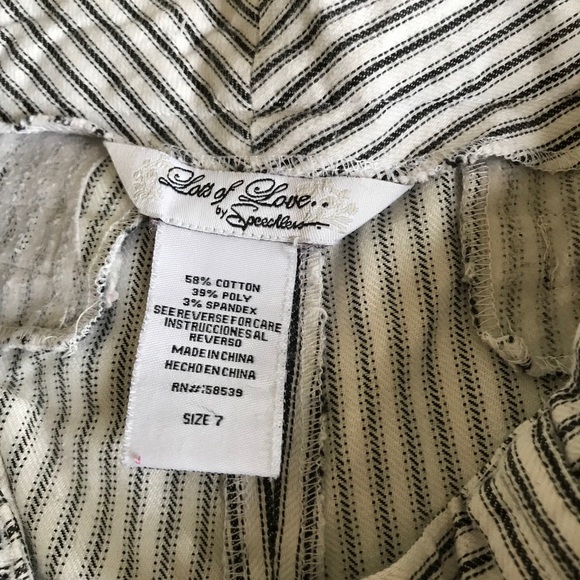 Lots of Love..
by Speechless
58% COTTON
39% POLY
3% SPANDEX
SEE REVERSE FOR CARE
INSTRUCCIONES AL
REVERSO
MADE IN CHINA
HECHO EN CHINA
RN#:58539
SIZE 7